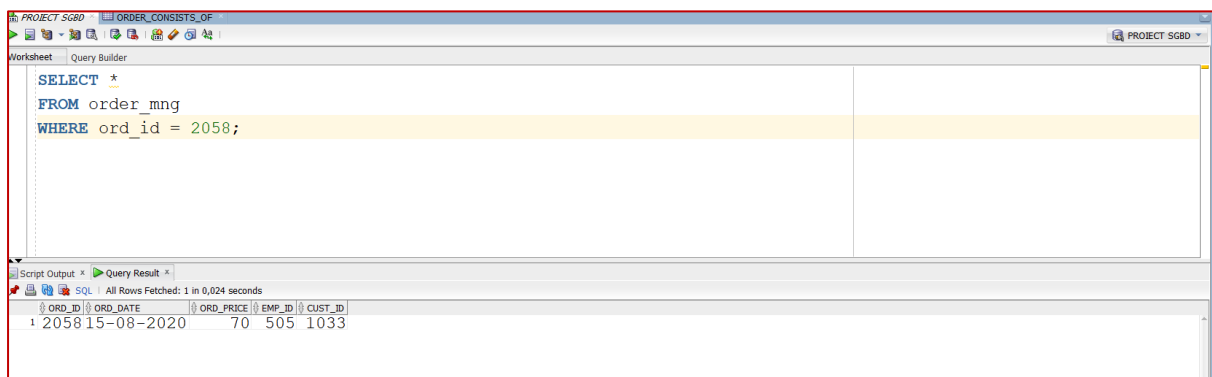 PROJECT SGBD ORDER_CONSISTS_OF
PROJECT SGBD
Worksheet Query Builder
SELECT *
FROM order_mng
WHERE ord_id = 2058;
Script Output × Query Result ×
SQL | All Rows Fetched: 1 in 0,024 seconds
ORD_ID ORD_DATE ORD_PRICE EMP_ID CUST_ID
1 2058 15-08-2020 70 505 1033